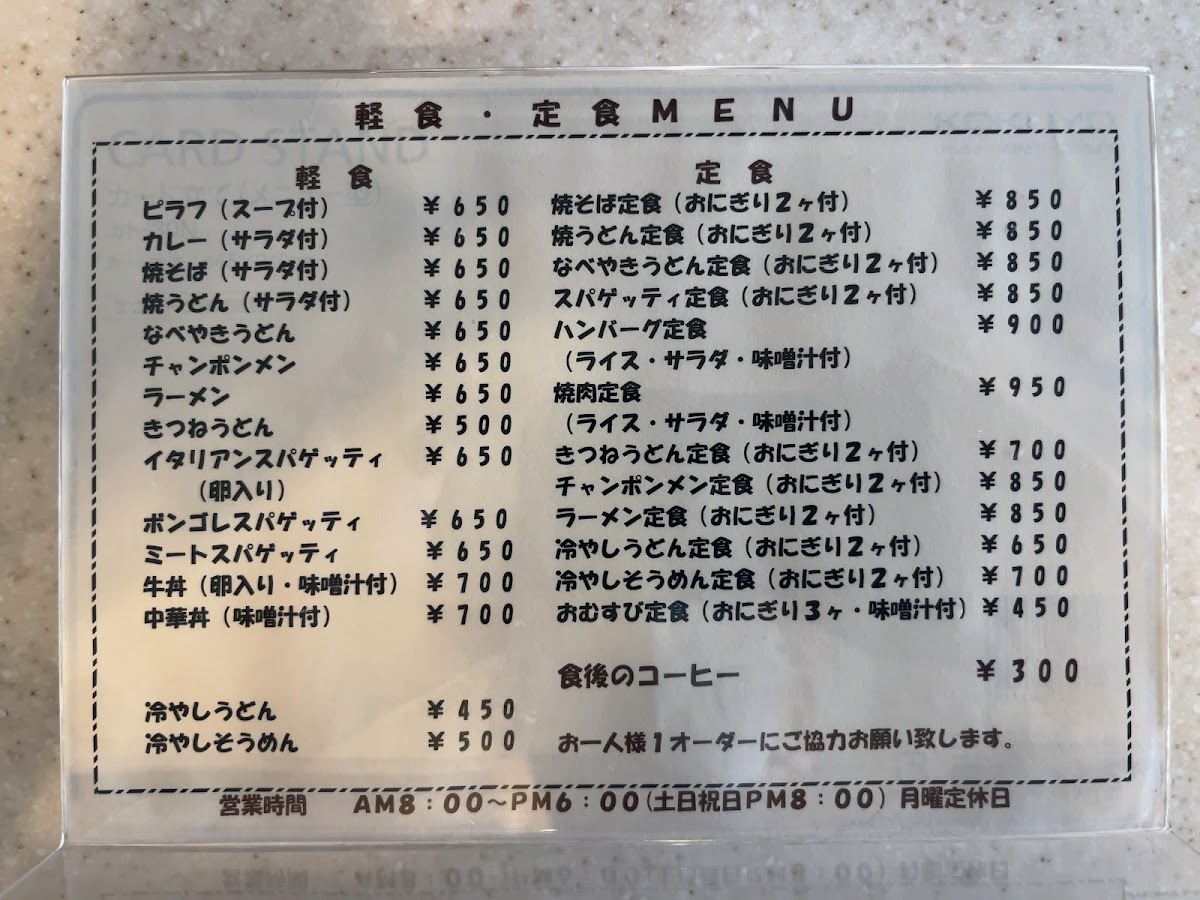 軽食・定食MENU
軽食
ピラフ（スープ付） ￥650
カレー（サラダ付） ￥650
焼そば（サラダ付） ￥650
焼うどん（サラダ付） ￥650
なべやきうどん ￥650
チャンポンメン ￥650
ラーメン ￥650
きつねうどん ￥500
イタリアンスパゲッティ ￥650
（卵入り）
ボンゴレスパゲッティ ￥650
ミートスパゲッティ ￥650
牛丼（卵入り・味噌汁付） ￥700
中華丼（味噌汁付） ￥700
冷やしうどん ￥450
冷やしそうめん ￥500
定食
焼そば定食（おにぎり2ヶ付） ￥850
焼うどん定食（おにぎり2ヶ付） ￥850
なべやきうどん定食（おにぎり2ヶ付） ￥850
スパゲッティ定食（おにぎり2ヶ付） ￥850
ハンバーグ定食 ￥900
（ライス・サラダ・味噌汁付）
焼肉定食 ￥950
（ライス・サラダ・味噌汁付）
きつねうどん定食（おにぎり2ヶ付） ￥700
チャンポンメン定食（おにぎり2ヶ付） ￥850
ラーメン定食（おにぎり2ヶ付） ￥850
冷やしうどん定食（おにぎり2ヶ付） ￥650
冷やしそうめん定食（おにぎり2ヶ付） ￥700
おむすび定食（おにぎり3ヶ・味噌汁付） ￥450
食後のコーヒー ￥300
お一人様1オーダーにご協力お願い致します。
営業時間 AM8：00～PM6：00（土日祝日PM8：00）月曜定休日
CARD STAND